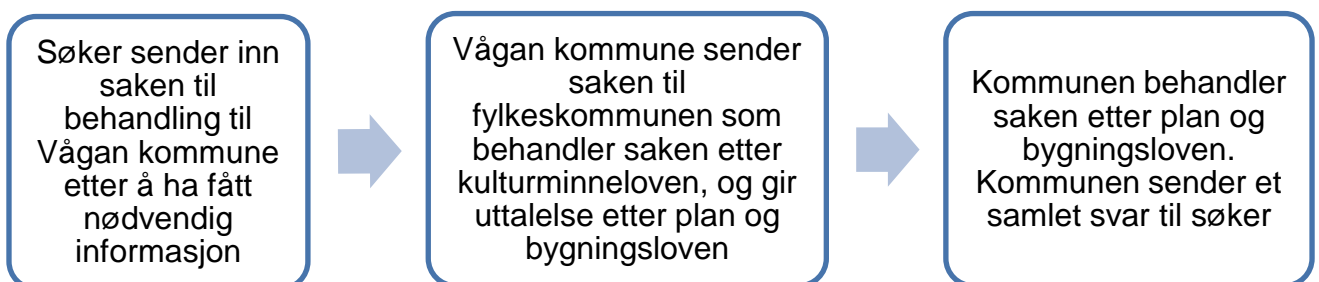 Søker sender inn
saken til
behandling til
Vågan kommune
etter å ha fått
nødvendig
informasjon
Vågan kommune sender
saken til
fylkeskommunen som
behandler saken etter
kulturminneloven, og gir
uttalelse etter plan og
bygningsloven
Kommunen behandler
saken etter plan og
bygningsloven.
Kommunen sender et
samlet svar til søker